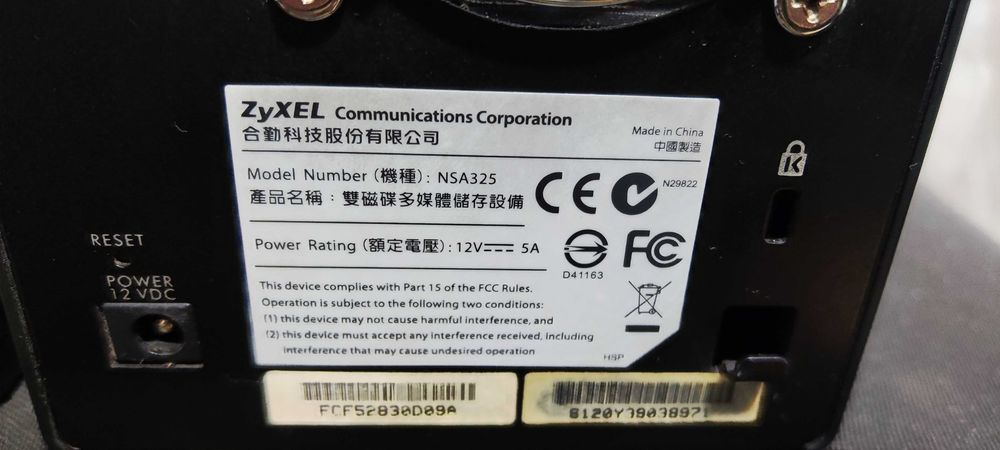 ZyXEL Communications Corporation
合勤科技股份有限公司
Made in China
中國製造
Model Number (機種): NSA325
產品名稱：雙磁碟多媒體儲存設備
CE
N29822
Power Rating (額定電壓): 12V⎓ 5A
D41163
FC
This device complies with Part 15 of the FCC Rules.
Operation is subject to the following two conditions:
(1) this device may not cause harmful interference, and
(2) this device must accept any interference received, including
interference that may cause undesired operation
HSP
RESET
POWER
12 VDC
K
FCF52830D09A